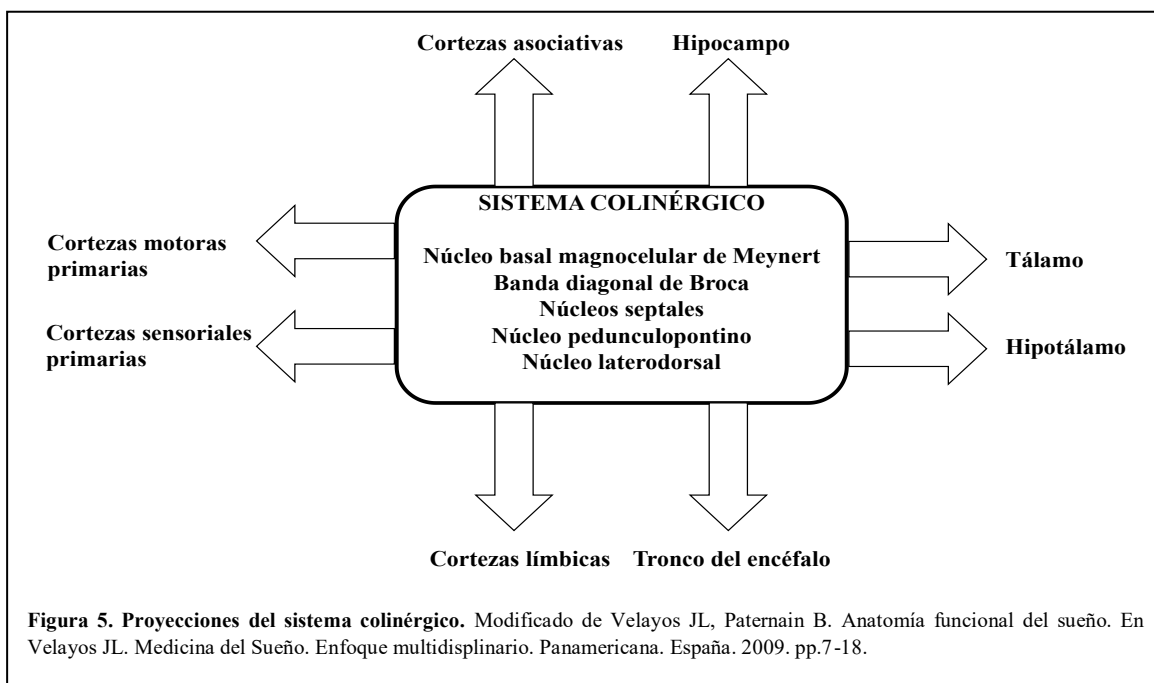 Cortezas asociativas
Hipocampo
SISTEMA COLINÉRGICO
Cortezas motoras
primarias
Núcleo basal magnocelular de Meynert
Banda diagonal de Broca
Núcleos septales
Núcleo pedunculopontino
Núcleo laterodorsal
Tálamo
Cortezas sensoriales
primarias
Hipotálamo
Cortezas límbicas
Tronco del encéfalo
Figura 5. Proyecciones del sistema colinérgico. Modificado de Velayos JL, Paternain B. Anatomía funcional del sueño. En
Velayos JL. Medicina del Sueño. Enfoque multidisplinario. Panamericana. España. 2009. pp.7-18.